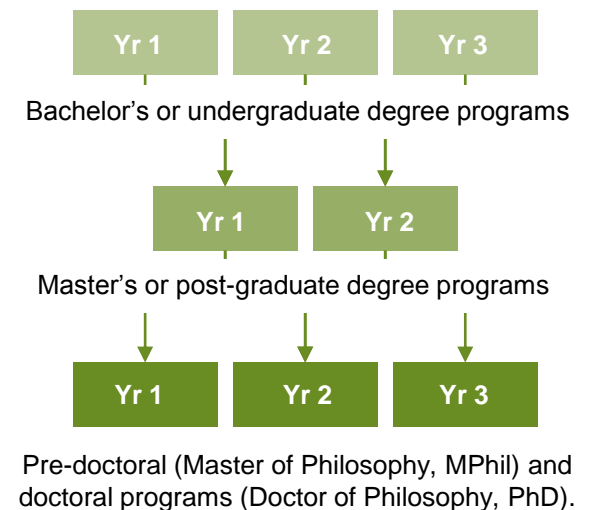 Yr 1 Yr 2 Yr 3
Bachelor’s or undergraduate degree programs
Yr 1 Yr 2
Master’s or post-graduate degree programs
Yr 1 Yr 2 Yr 3
Pre-doctoral (Master of Philosophy, MPhil) and
doctoral programs (Doctor of Philosophy, PhD).